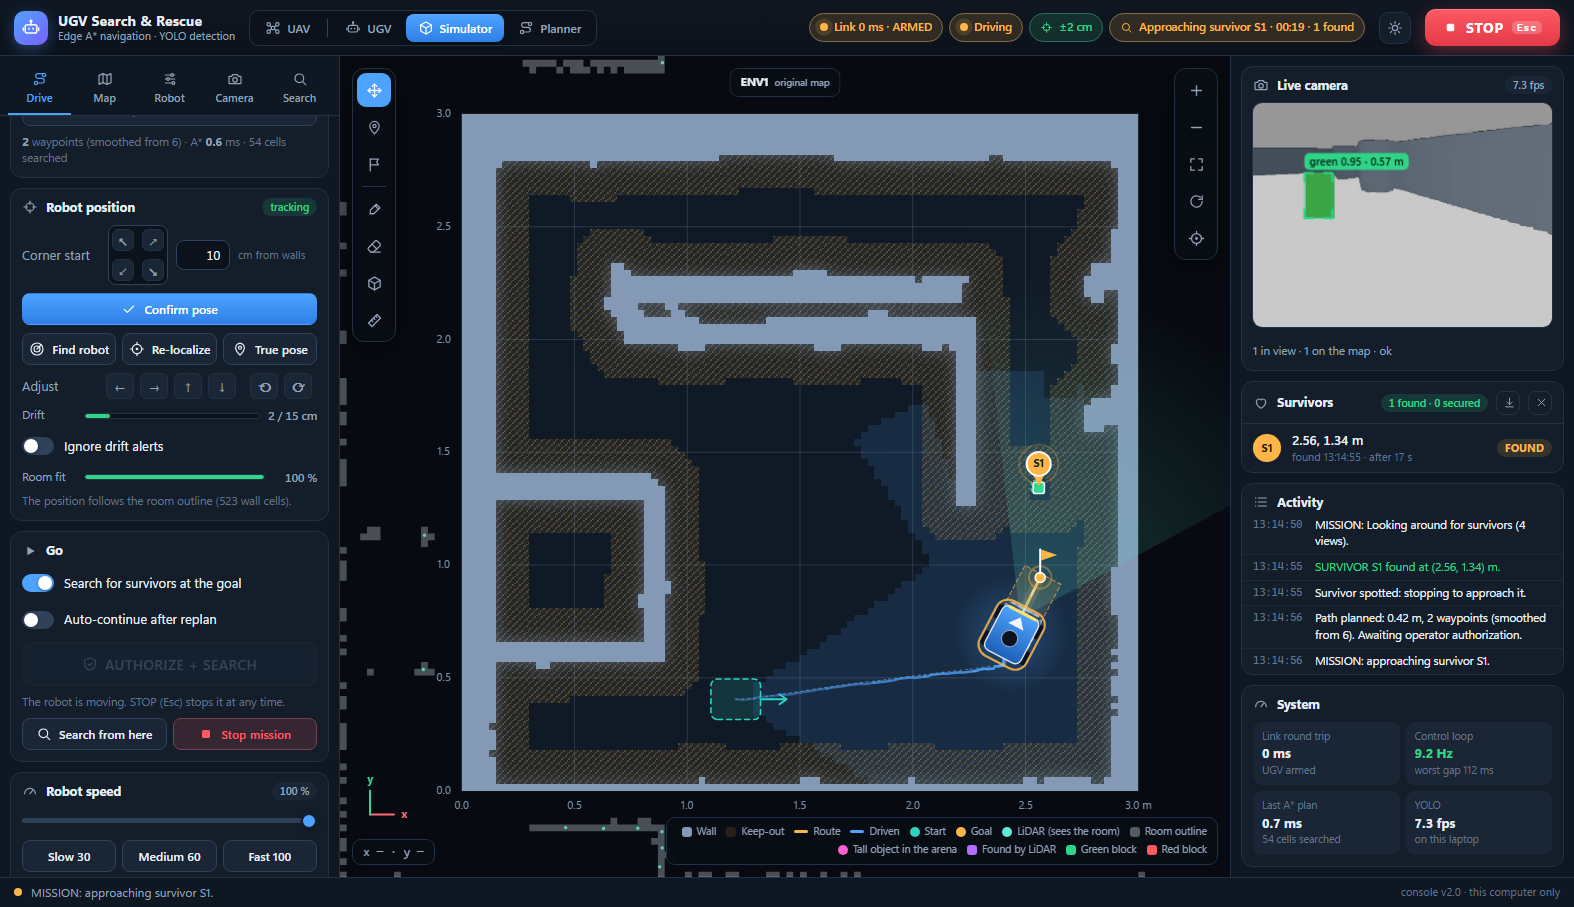 UGV Search & Rescue
Edge A* navigation · YOLO detection
UAV
UGV
Simulator
Planner
Link 0 ms · ARMED
Driving
±2 cm
Approaching survivor S1 · 00:19 · 1 found
STOP Esc
Drive
Map
Robot
Camera
Search
2 waypoints (smoothed from 6) · A* 0.6 ms · 54 cells
searched
Robot position
tracking
Corner start
10
cm from walls
Confirm pose
Find robot
Re-localize
True pose
Adjust
Drift
2 / 15 cm
Ignore drift alerts
Room fit
100 %
The position follows the room outline (523 wall cells).
Go
Search for survivors at the goal
Auto-continue after replan
AUTHORIZE + SEARCH
The robot is moving. STOP (Esc) stops it at any time.
Search from here
Stop mission
Robot speed
100 %
Slow 30
Medium 60
Fast 100
ENV1 original map
3.0
2.5
2.0
1.5
1.0
0.5
0.0
0.0
0.5
1.0
1.5
2.0
2.5
3.0 m
S1
y
x
x — · y —
Wall
Keep-out
Route
Driven
Start
Goal
LiDAR (sees the room)
Room outline
Tall object in the arena
Found by LiDAR
Green block
Red block
Live camera
7.3 fps
green 0.95 · 0.57 m
1 in view · 1 on the map · ok
Survivors
1 found · 0 secured
S1
2.56, 1.34 m
found 13:14:55 · after 17 s
FOUND
Activity
13:14:50 MISSION: Looking around for survivors (4
views).
13:14:55 SURVIVOR S1 found at (2.56, 1.34) m.
13:14:55 Survivor spotted: stopping to approach it.
13:14:56 Path planned: 0.42 m, 2 waypoints (smoothed
from 6). Awaiting operator authorization.
13:14:56 MISSION: approaching survivor S1.
System
Link round trip
0 ms
UGV armed
Control loop
9.2 Hz
worst gap 112 ms
Last A* plan
0.7 ms
54 cells searched
YOLO
7.3 fps
on this laptop
MISSION: approaching survivor S1.
console v2.0 · this computer only